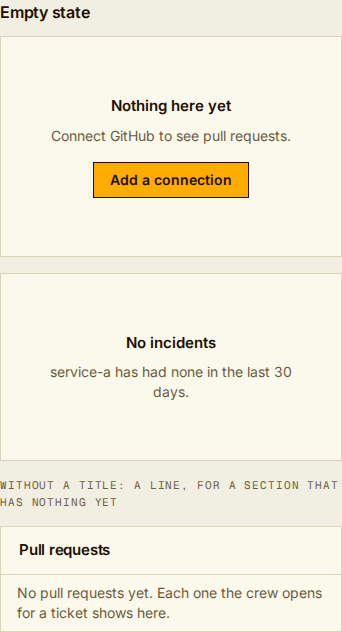 Empty state
Nothing here yet
Connect GitHub to see pull requests.
Add a connection
No incidents
service-a has had none in the last 30
days.
WITHOUT A TITLE: A LINE, FOR A SECTION THAT
HAS NOTHING YET
Pull requests
No pull requests yet. Each one the crew opens
for a ticket shows here.